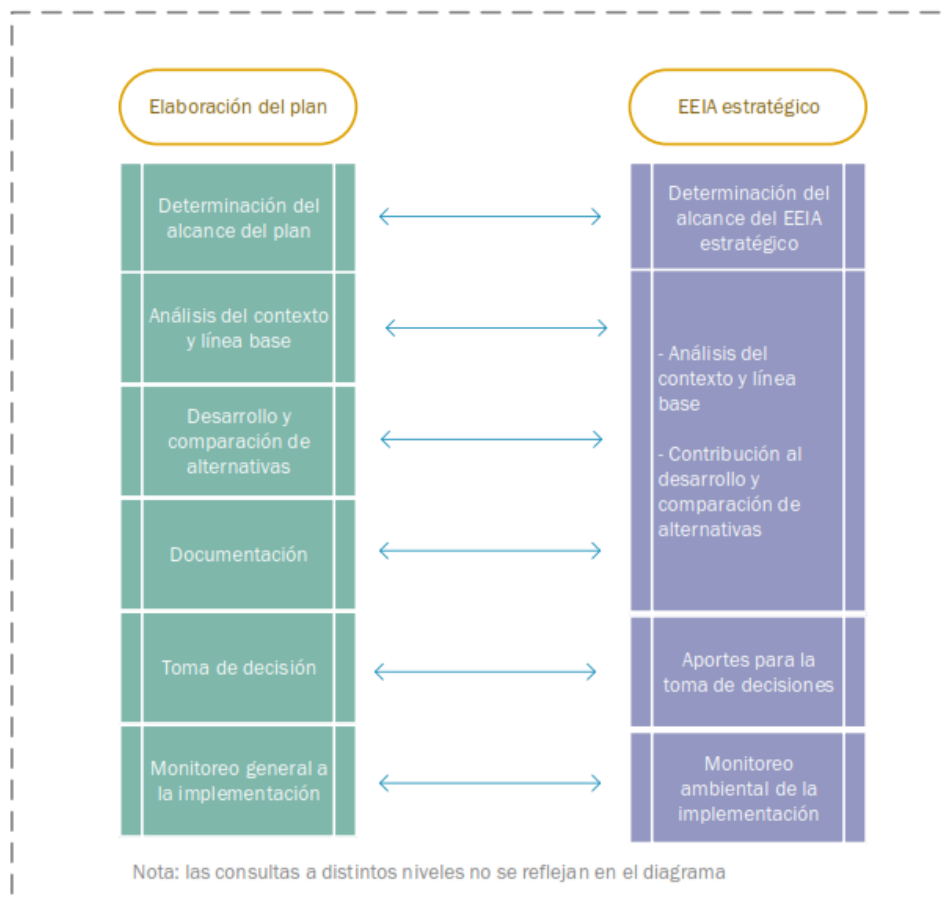 Elaboración del plan
EEIA estratégico
Determinación del
alcance del plan
Determinación del
alcance del EEIA
estratégico
Análisis del contexto
y línea base
Desarrollo y
comparación de
alternativas
Documentación
- Análisis del
contexto y línea
base
- Contribución al
desarrollo y
comparación de
alternativas
Toma de decisión
Aportes para la
toma de decisiones
Monitoreo general a
la implementación
Monitoreo
ambiental de la
implementación
Nota: las consultas a distintos niveles no se reflejan en el diagrama